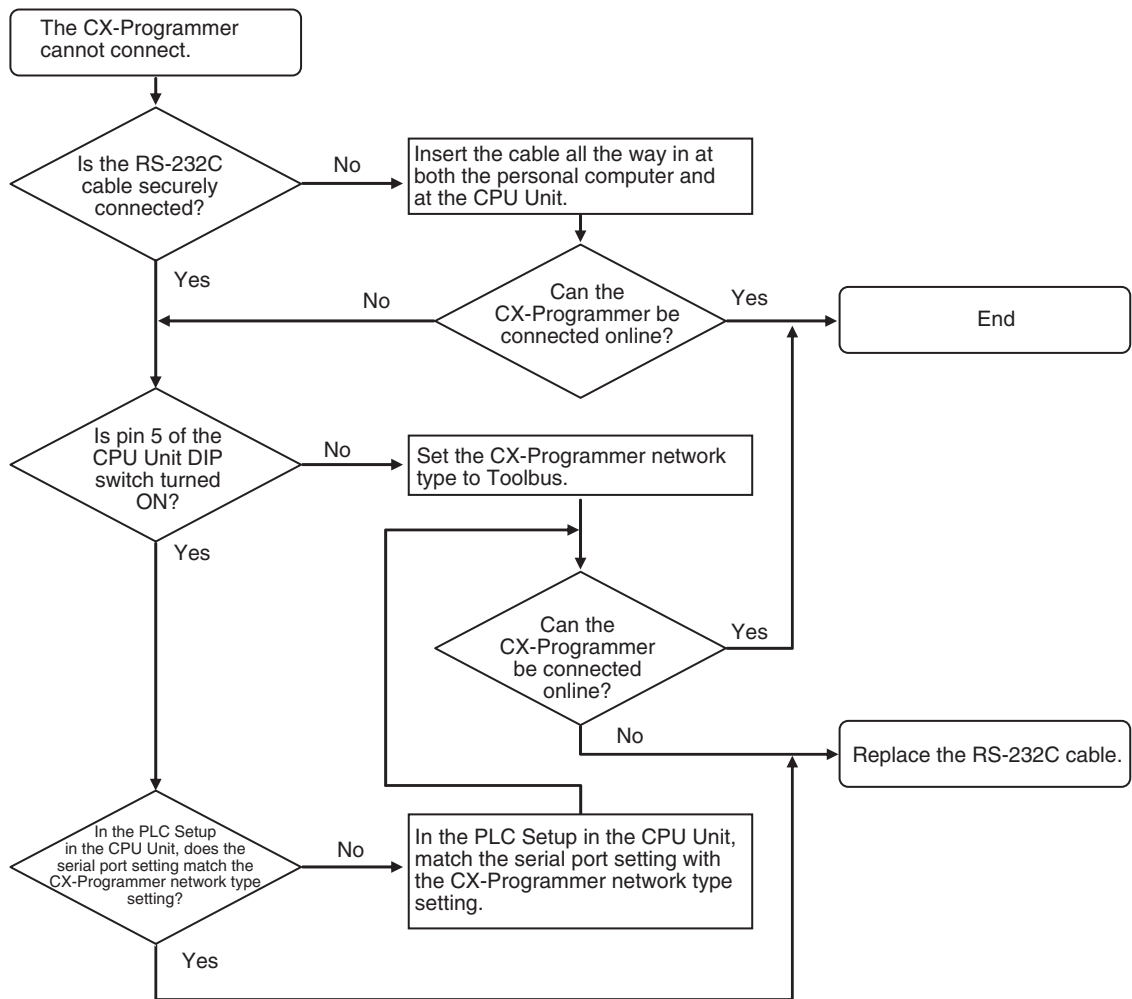 The CX-Programmer
cannot connect.
Is the RS-232C
cable securely
connected?
No
Insert the cable all the way in at
both the personal computer and
at the CPU Unit.
Yes
No
Can the
CX-Programmer be
connected online?
Yes
End
Is pin 5 of the
CPU Unit DIP
switch turned
ON?
No
Set the CX-Programmer network
type to Toolbus.
Yes
Can the
CX-Programmer
be connected
online?
Yes
No
Replace the RS-232C cable.
In the PLC Setup
in the CPU Unit, does the
serial port setting match the
CX-Programmer network type
setting?
No
In the PLC Setup in the CPU Unit,
match the serial port setting with
the CX-Programmer network type
setting.
Yes